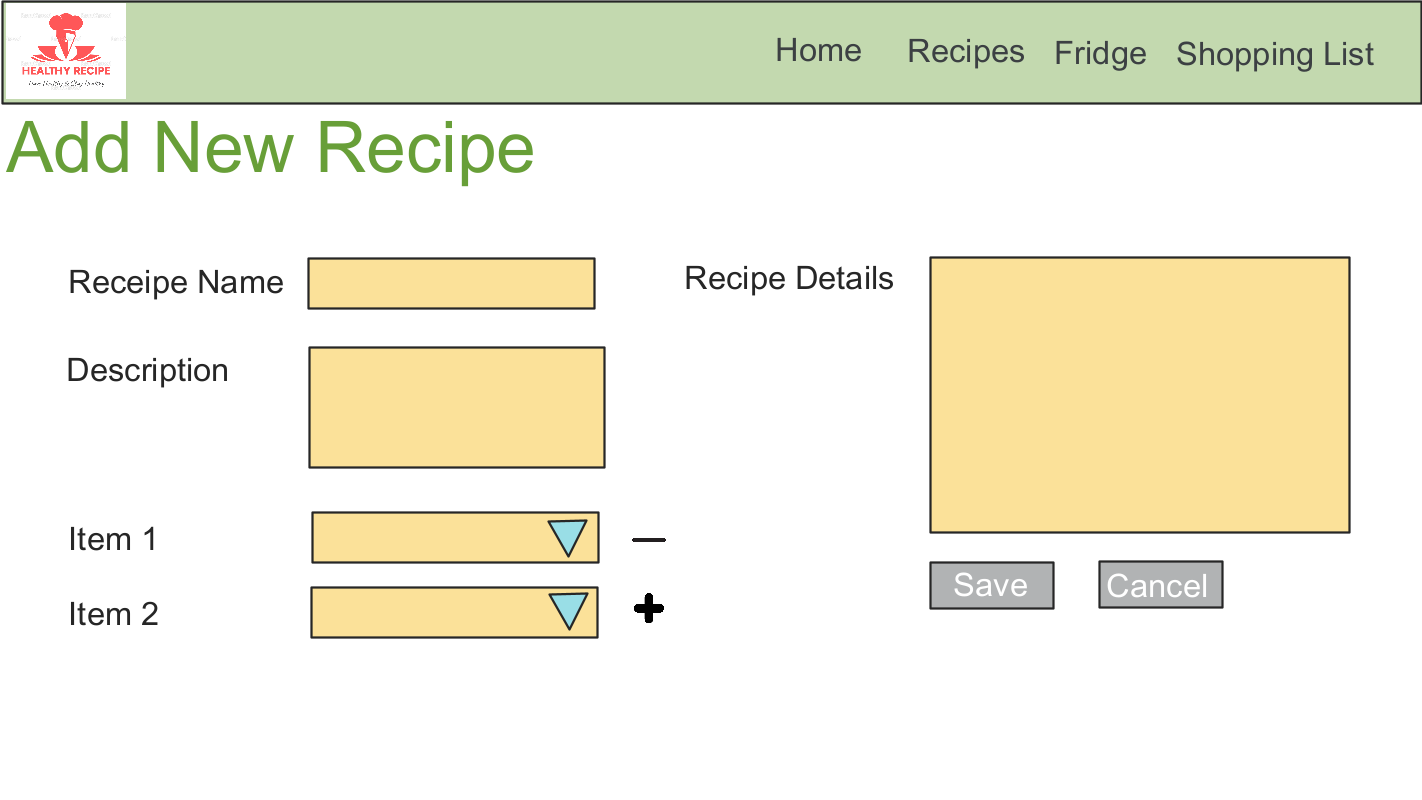 HEALTHY RECIPE
Home Recipes Fridge Shopping List
Add New Recipe
Receipe Name
Recipe Details
Description
Item 1
Item 2
Save Cancel